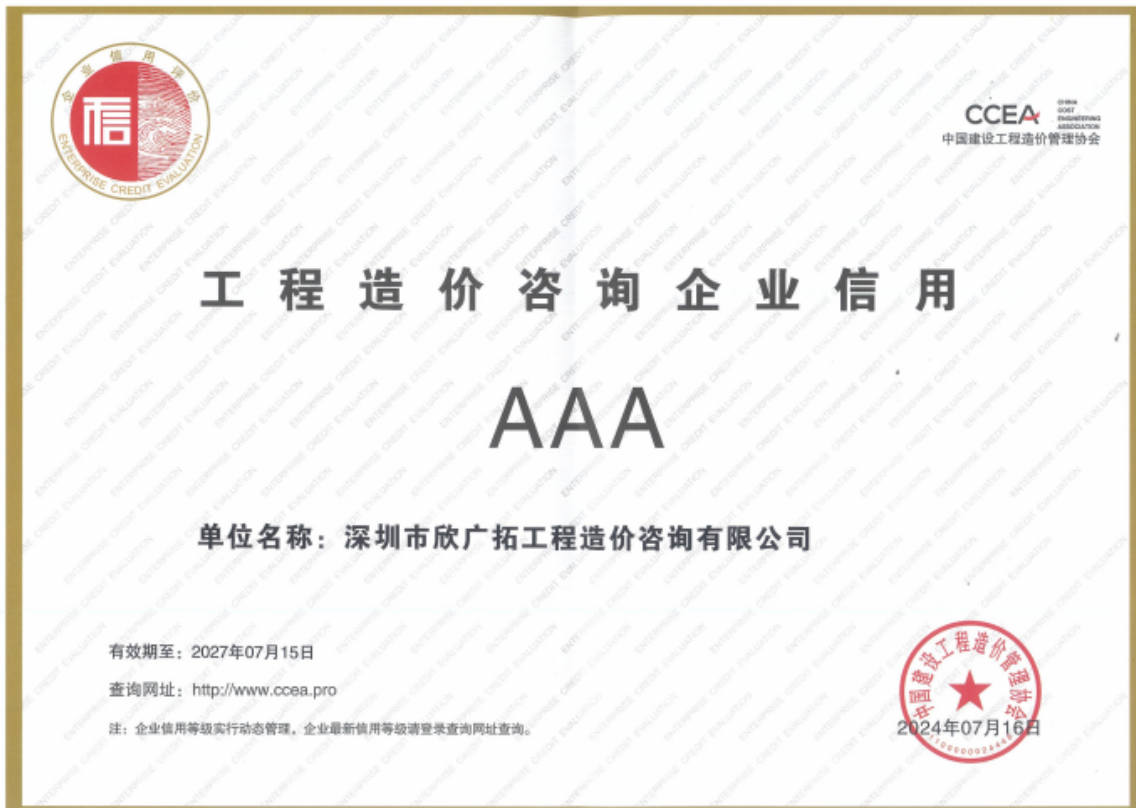 企业信用评价
信
ENTERPRISE CREDIT EVALUATION
CCEA
CHINA
COST
ENGINEERING
ASSOCIATION
中国建设工程造价管理协会
工程造价咨询企业信用
AAA
单位名称：深圳市欣广拓工程造价咨询有限公司
有效期至：2027年07月15日
查询网址：http://www.ccea.pro
注：企业信用等级实行动态管理，企业最新信用等级请登录查询网址查询。
中国建设工程造价管理协会
2024年07月16日